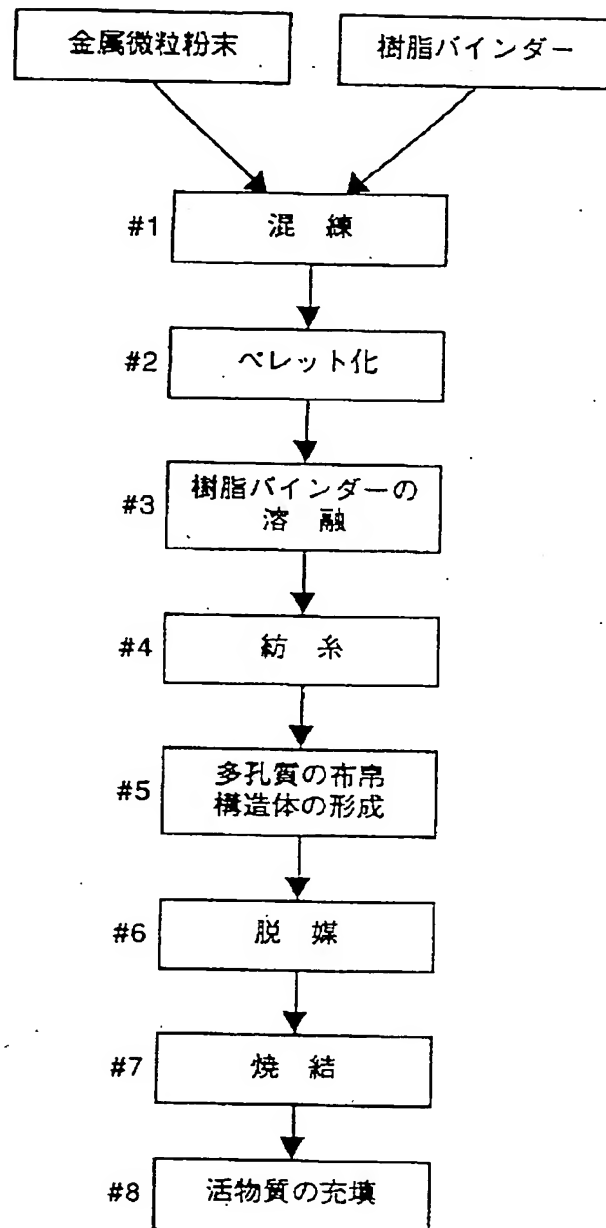 金属微粒粉末
樹脂バインダー
#1 混 練
#2 ペレット化
#3 樹脂バインダーの
溶 融
#4 紡 糸
#5 多孔質の布帛
構造体の形成
#6 脱 媒
#7 焼 結
#8 活物質の充填